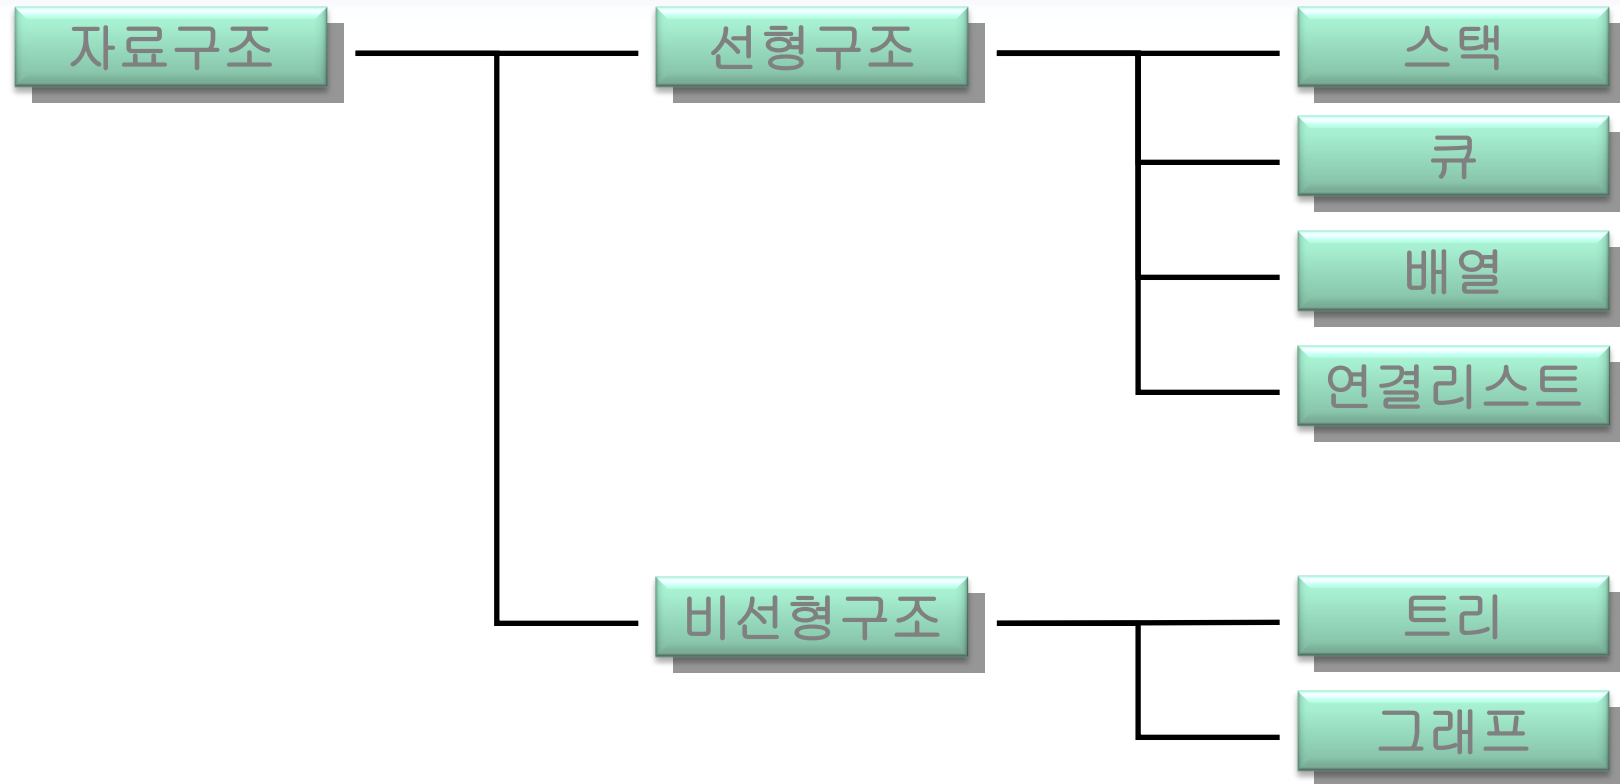 자료구조
선형구조
스택
큐
배열
연결리스트
비선형구조
트리
그래프